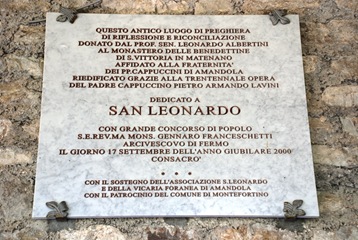 QUESTO ANTICO LUOGO DI PREGHIERA
DI RIFLESSIONE E RICONCILIAZIONE
DONATO DAL PROF. SEN. LEONARDO ALBERTINI
AL MONASTERO DELLE BENEDETTINE
DI S.VITTORIA IN MATENANO
AFFIDATO ALLA FRATERNITA'
DEI PP.CAPPUCCINI DI AMANDOLA
RIEDIFICATO GRAZIE ALLA TRENTENNALE OPERA
DEL PADRE CAPPUCCINO PIETRO ARMANDO LAVINI
DEDICATO A
SAN LEONARDO
CON GRANDE CONCORSO DI POPOLO
S.E.REV.MA MONS. GENNARO FRANCESCHETTI
ARCIVESCOVO DI FERMO
IL GIORNO 17 SETTEMBRE DELL'ANNO GIUBILARE 2000
CONSACRO'
CON IL SOSTEGNO DELL'ASSOCIAZIONE S.LEONARDO
E DELLA VICARIA FORANEA DI AMANDOLA
CON IL PATROCINIO DEL COMUNE DI MONTEFORTINO